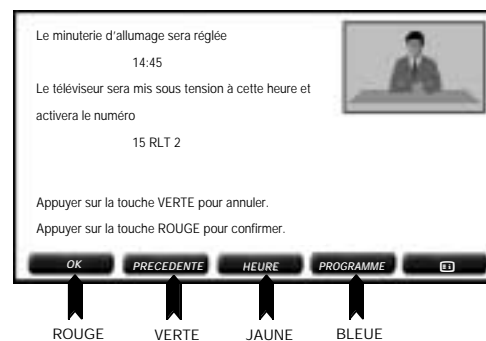 Le minuterie d'allumage sera réglée
14:45
Le téléviseur sera mis sous tension à cette heure et
activera le numéro
15 RLT 2
Appuyer sur la touche VERTE pour annuler.
Appuyer sur la touche ROUGE pour confirmer.
OK PRECEDENTE HEURE PROGRAMME
ROUGE VERTE JAUNE BLEUE